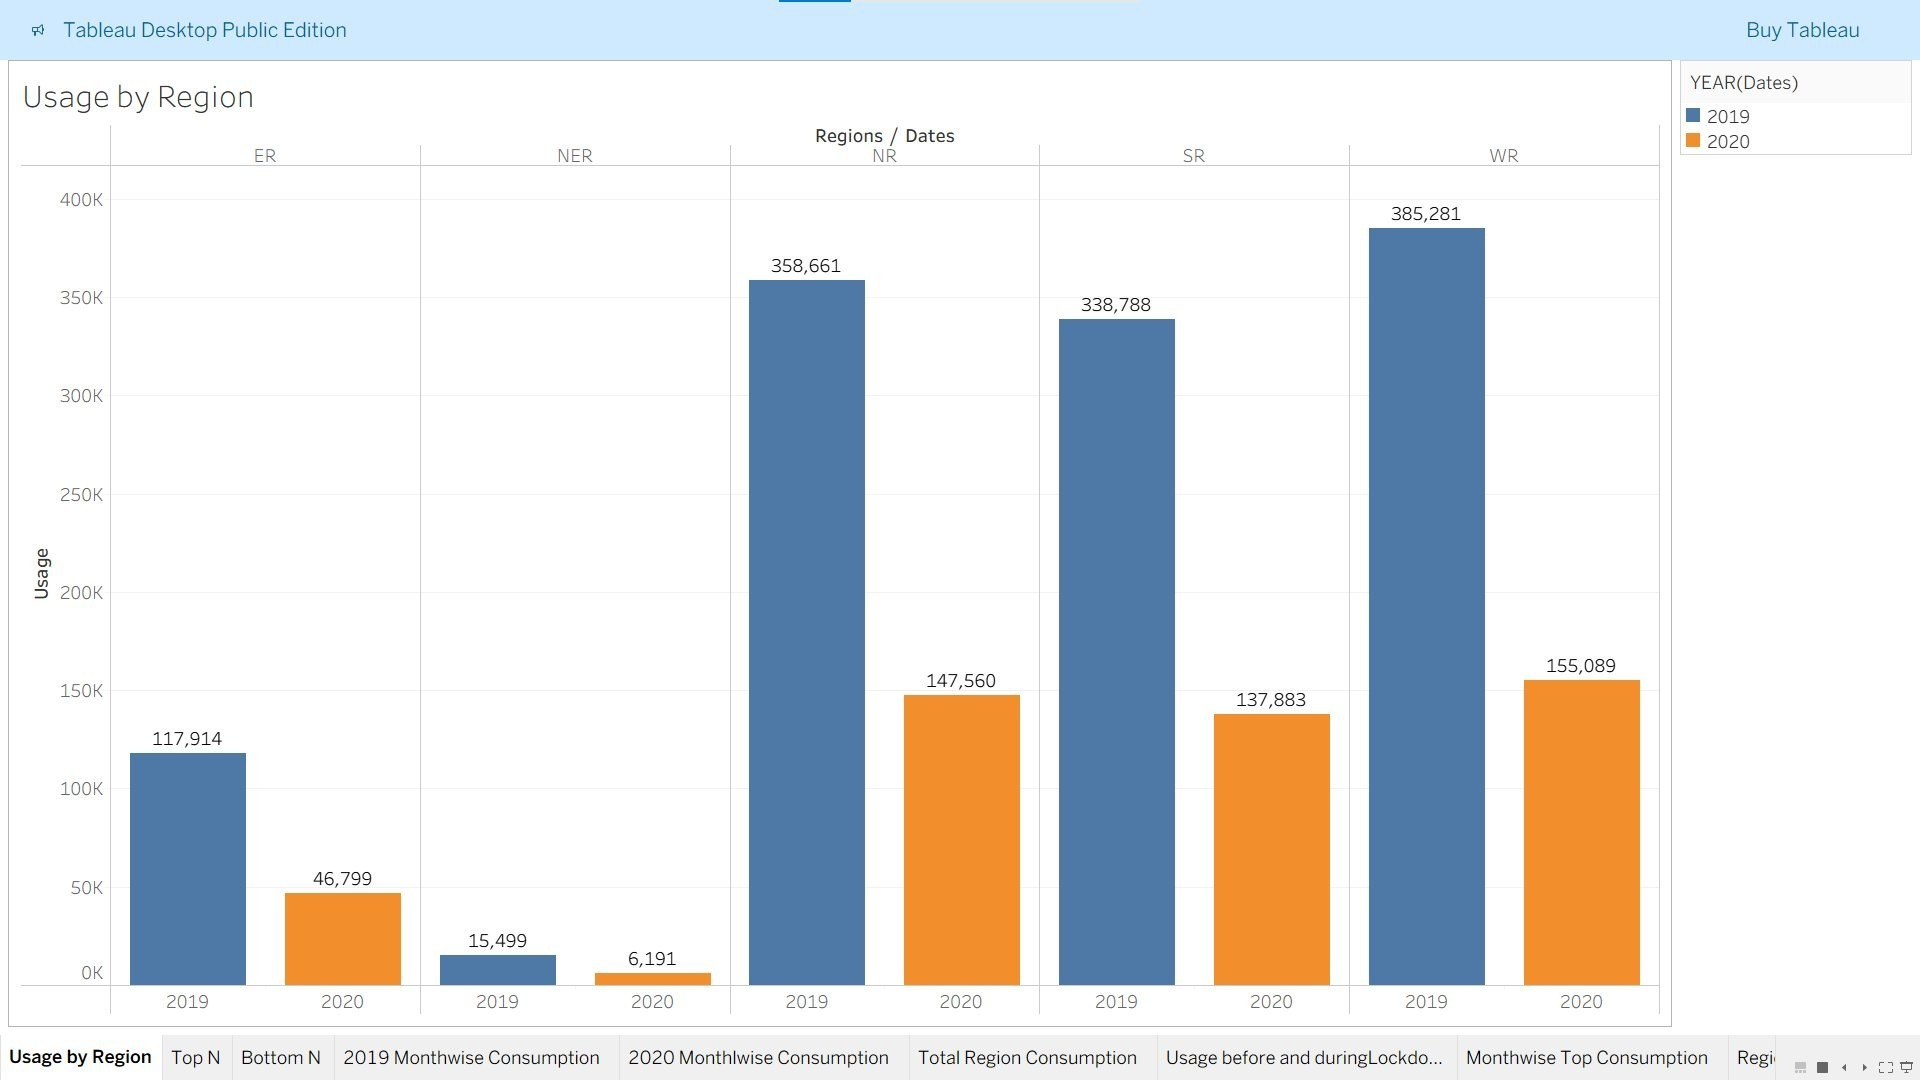 Tableau Desktop Public Edition
Buy Tableau
Usage by Region
YEAR(Dates)
2019
2020
Regions / Dates
ER NER NR SR WR
400K
350K
300K
250K
200K
150K
100K
50K
0K
Usage
117,914
46,799
15,499
6,191
358,661
147,560
338,788
137,883
385,281
155,089
2019 2020 2019 2020 2019 2020 2019 2020 2019 2020
Usage by Region Top N Bottom N 2019 Monthwise Consumption 2020 Monthlwise Consumption Total Region Consumption Usage before and duringLockdo... Monthwise Top Consumption Regi